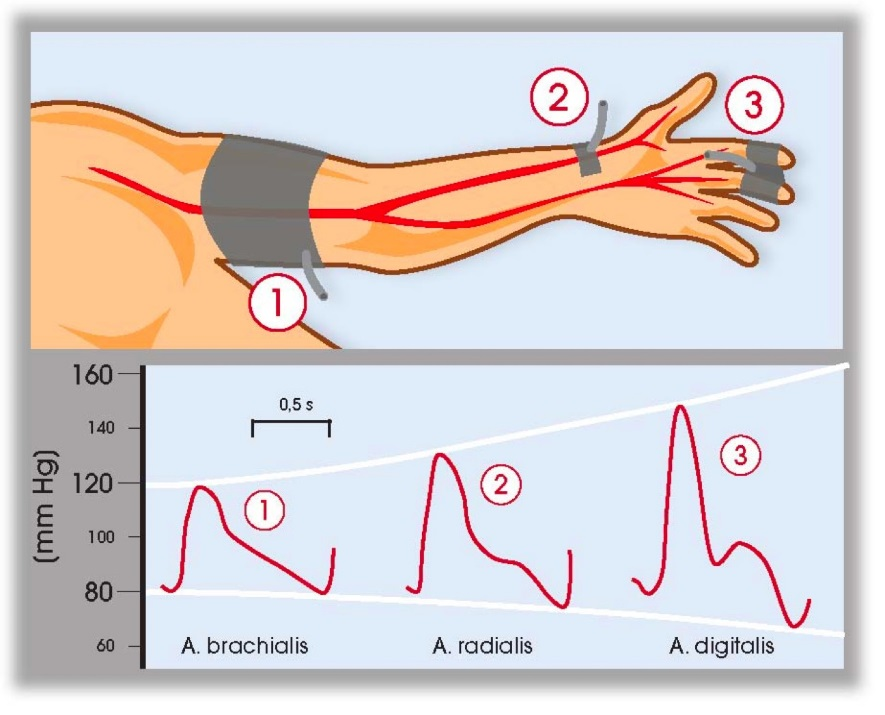 2
3
1
160
140
120
100
80
60
(mm Hg)
0,5 s
1
2
3
A. brachialis
A. radialis
A. digitalis